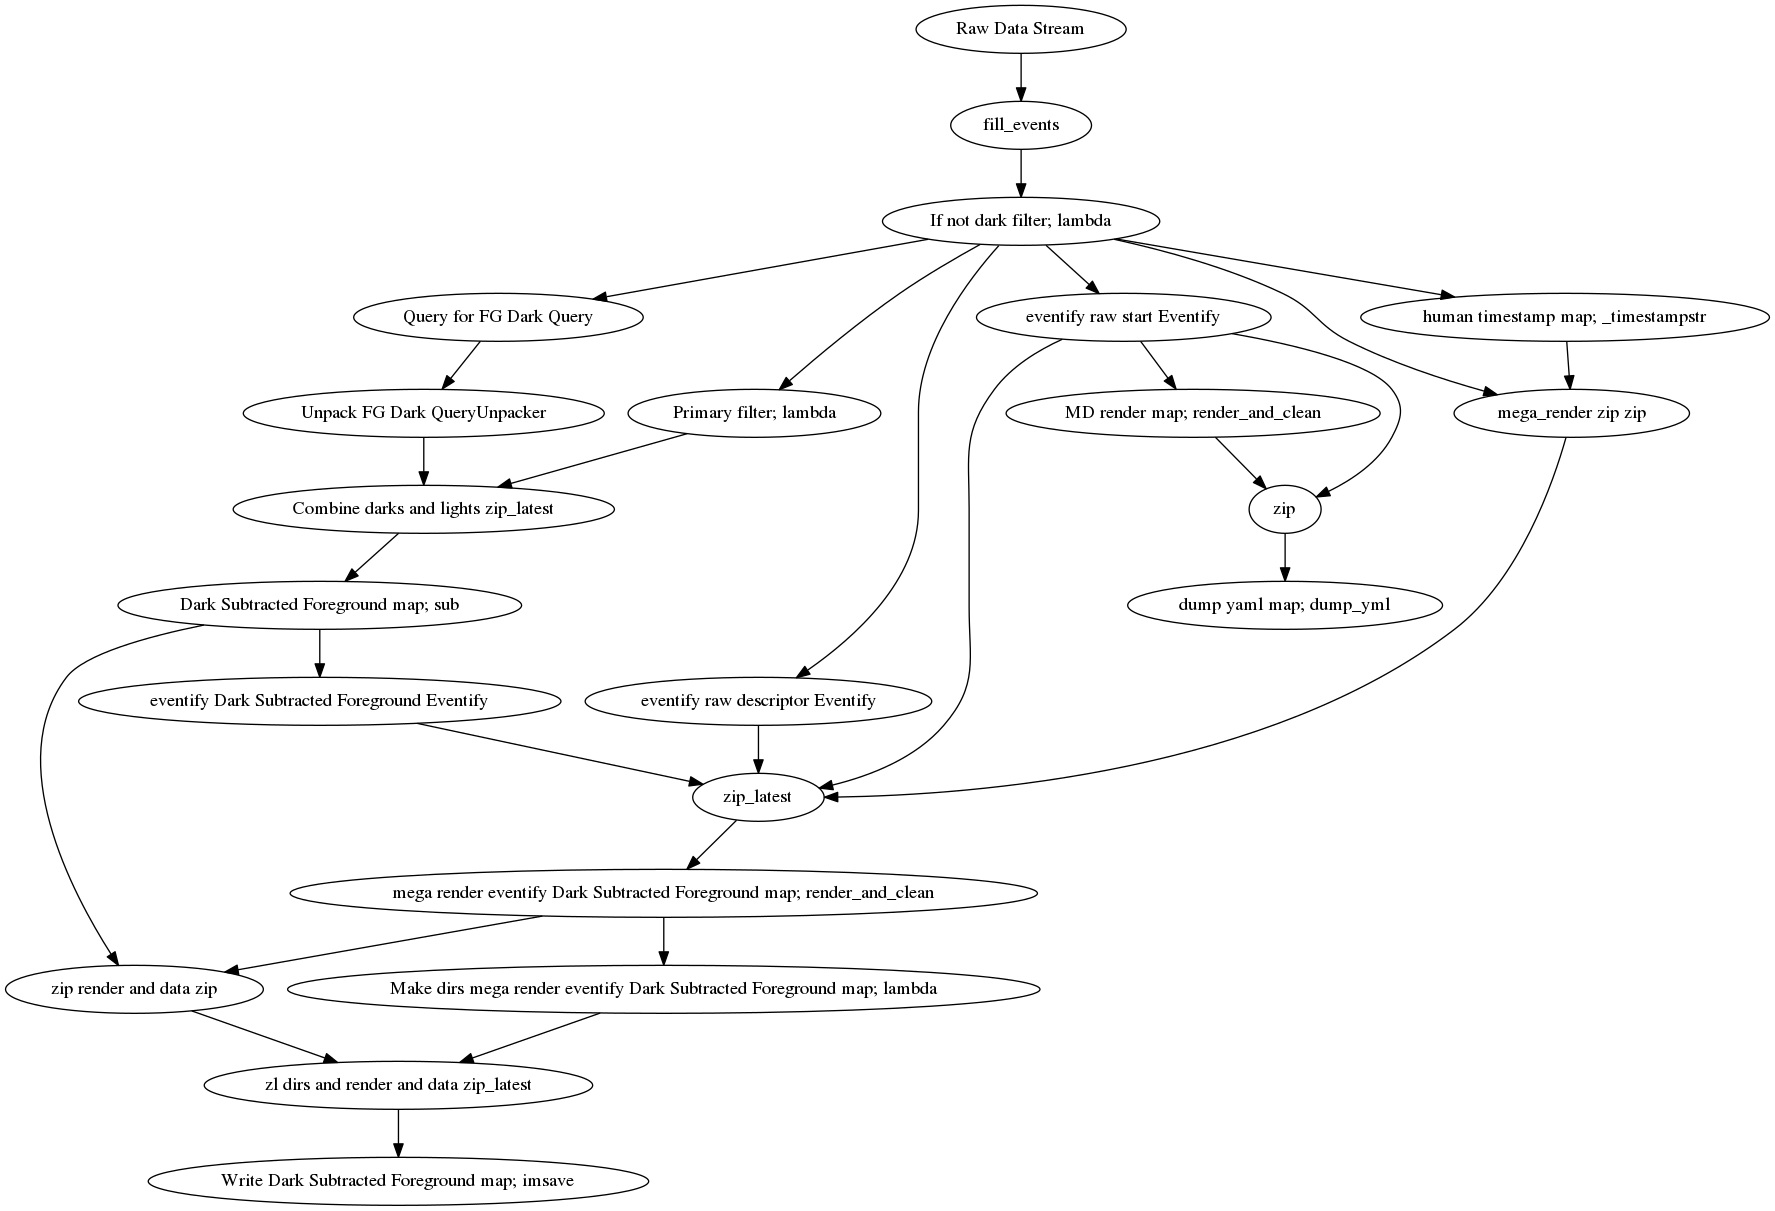 Raw Data Stream
fill_events
If not dark filter; lambda
Query for FG Dark Query
eventify raw start Eventify
human timestamp map; _timestampstr
Unpack FG Dark QueryUnpacker
Primary filter; lambda
MD render map; render_and_clean
mega_render zip zip
Combine darks and lights zip_latest
zip
Dark Subtracted Foreground map; sub
dump yaml map; dump_yml
eventify Dark Subtracted Foreground Eventify
eventify raw descriptor Eventify
zip_latest
mega render eventify Dark Subtracted Foreground map; render_and_clean
zip render and data zip
Make dirs mega render eventify Dark Subtracted Foreground map; lambda
zl dirs and render and data zip_latest
Write Dark Subtracted Foreground map; imsave